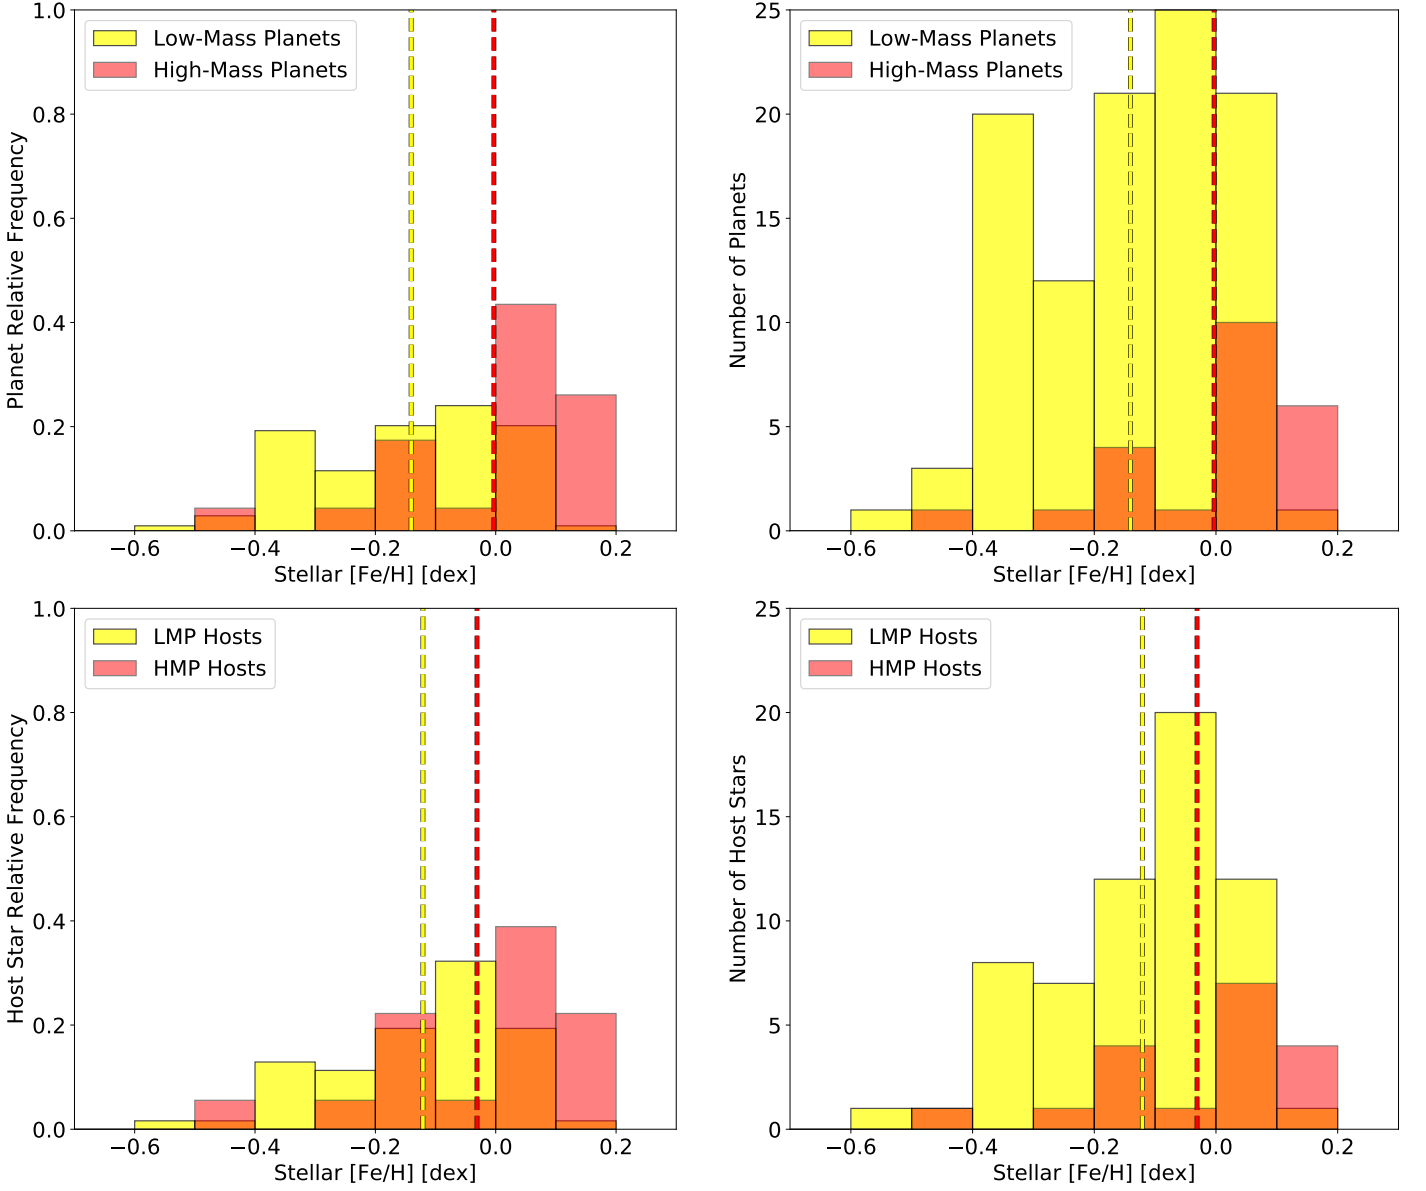 Low-Mass Planets
High-Mass Planets
Planet Relative Frequency
1.0
0.8
0.6
0.4
0.2
0.0
−0.6
−0.4
−0.2
0.0
0.2
Stellar [Fe/H] [dex]
Low-Mass Planets
High-Mass Planets
Number of Planets
25
20
15
10
5
0
−0.6
−0.4
−0.2
0.0
0.2
Stellar [Fe/H] [dex]
LMP Hosts
HMP Hosts
Host Star Relative Frequency
1.0
0.8
0.6
0.4
0.2
0.0
−0.6
−0.4
−0.2
0.0
0.2
Stellar [Fe/H] [dex]
LMP Hosts
HMP Hosts
Number of Host Stars
25
20
15
10
5
0
−0.6
−0.4
−0.2
0.0
0.2
Stellar [Fe/H] [dex]